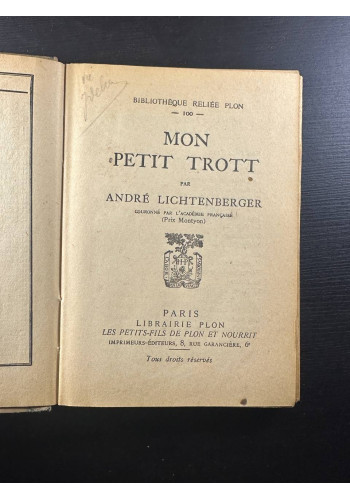 BIBLIOTHÈQUE RELIÉE PLON
— 100 —
MON
PETIT TROTT
PAR
ANDRÉ LICHTENBERGER
COURONNÉ PAR L'ACADÉMIE FRANÇAISE
(Prix Montyon)
PARIS
LIBRAIRIE PLON
LES PETITS-FILS DE PLON ET NOURRIT
IMPRIMEURS-ÉDITEURS, 8, RUE GARANCIÈRE, 6e
Tous droits réservés